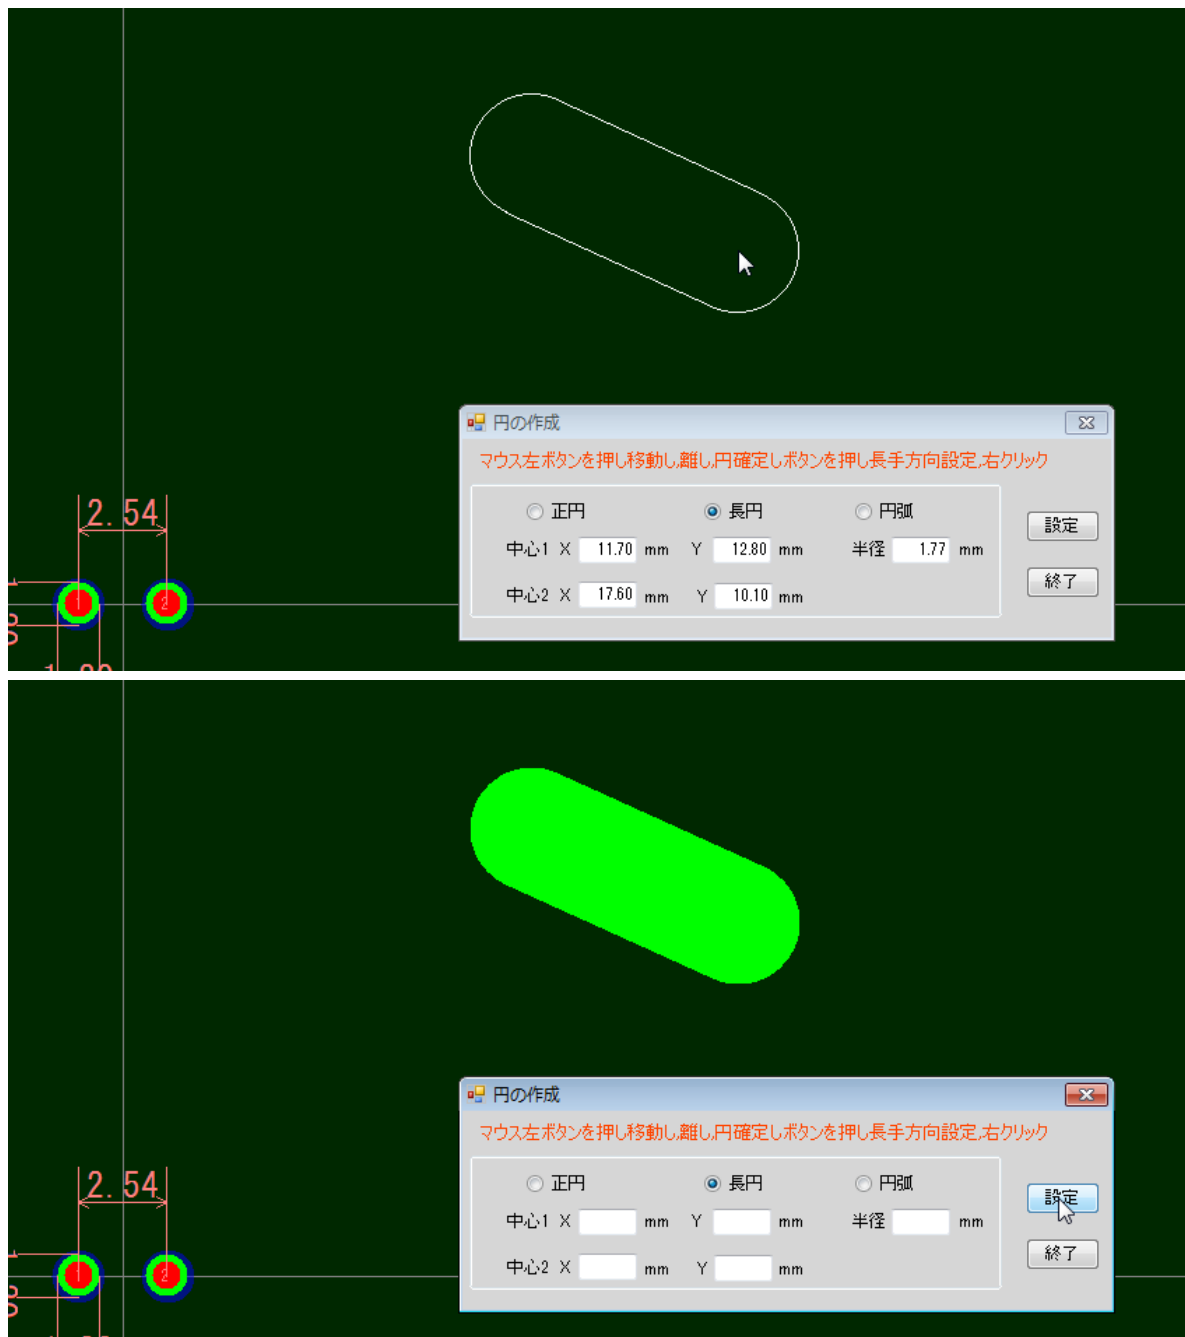 円の作成
マウス左ボタンを押し移動し,離し,円確定しボタンを押し長手方向設定,右クリック
正円 長円 円弧
2.54
設定
中心1 X 11.70 mm Y 12.80 mm 半径 1.77 mm
終了
中心2 X 17.60 mm Y 10.10 mm
1 2
円の作成
マウス左ボタンを押し移動し,離し,円確定しボタンを押し長手方向設定,右クリック
正円 長円 円弧
2.54
設定
中心1 X mm Y mm 半径 mm
終了
中心2 X mm Y mm
1 2